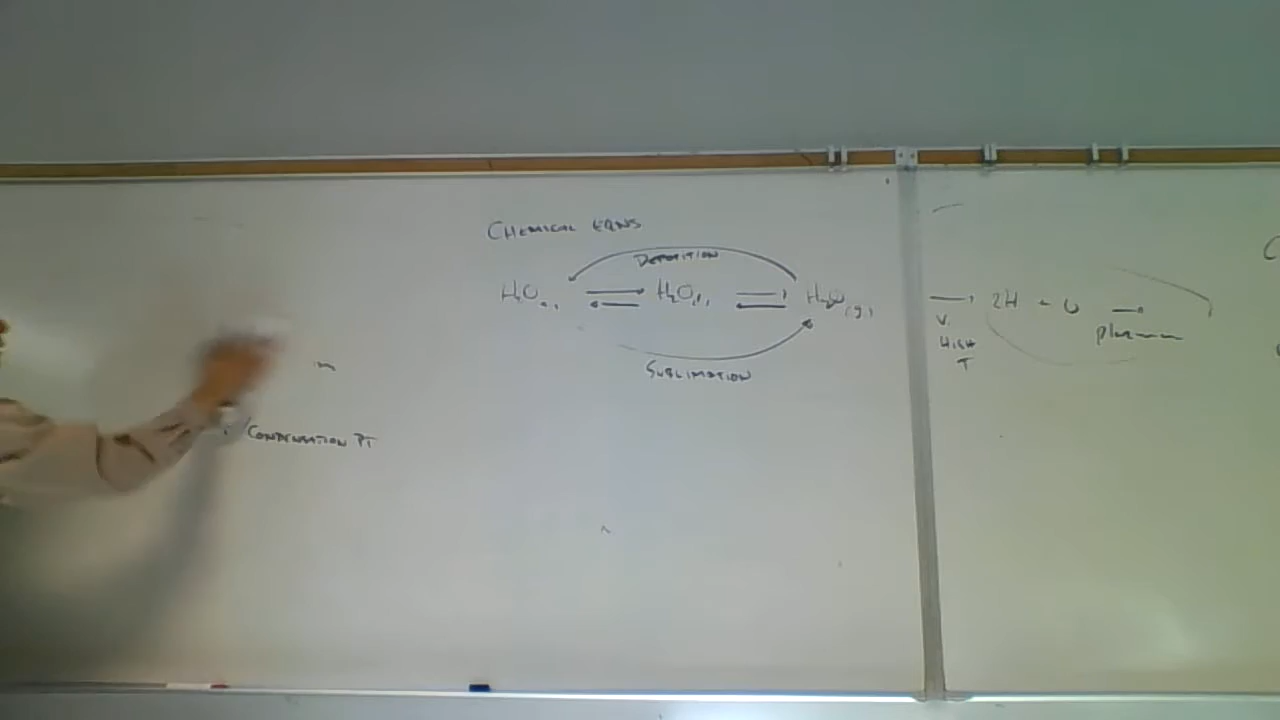 CHEMICAL EQNS
DEPOSITION
H₂O(s) ⇌ H₂O(l) ⇌ H₂O(g) → 2H + O →
V. HIGH T
plasma
SUBLIMATION
CONDENSATION PT